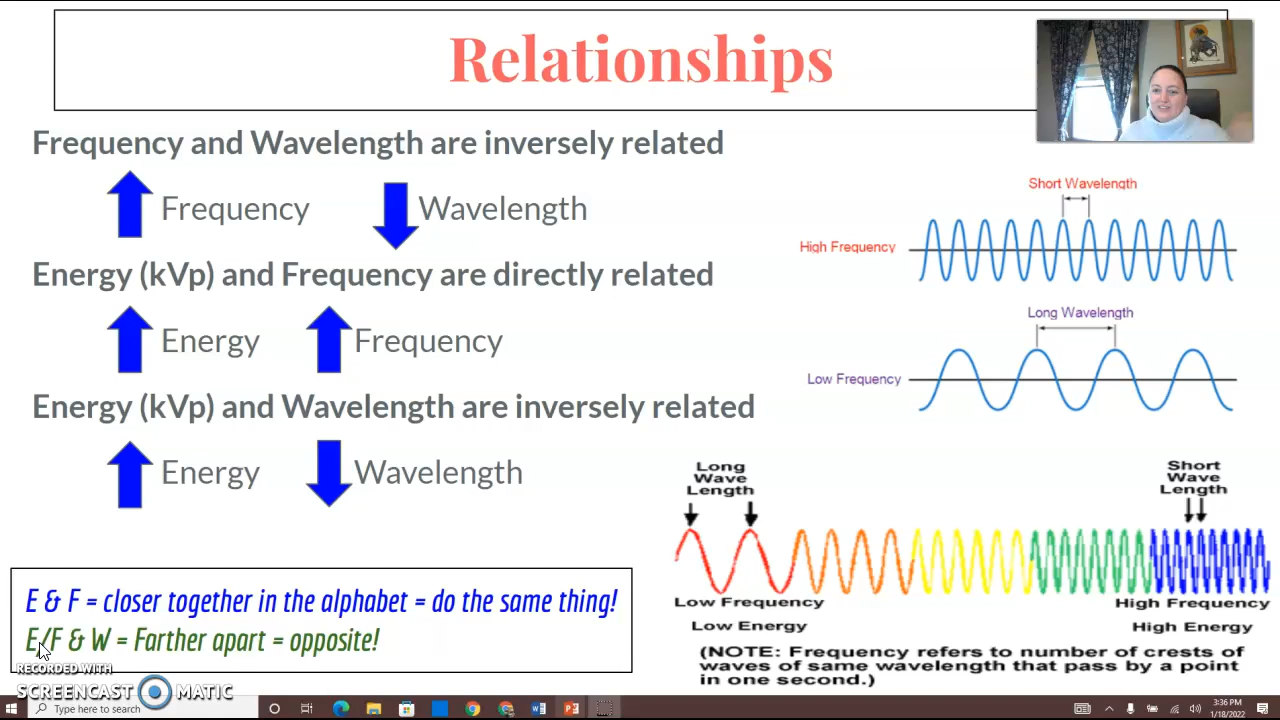 Relationships
Frequency and Wavelength are inversely related
Frequency Wavelength
Energy (kVp) and Frequency are directly related
Energy Frequency
Energy (kVp) and Wavelength are inversely related
Energy Wavelength
E & F = closer together in the alphabet = do the same thing!
E/F & W = Farther apart = opposite!
Short Wavelength
High Frequency
Long Wavelength
Low Frequency
Long
Wave
Length
Short
Wave
Length
Low Frequency
Low Energy
High Frequency
High Energy
(NOTE: Frequency refers to number of crests of
waves of same wavelength that pass by a point
in one second.)
RECORDED WITH
SCREENCAST MATIC
Type here to search
3:36 PM
1/18/2022